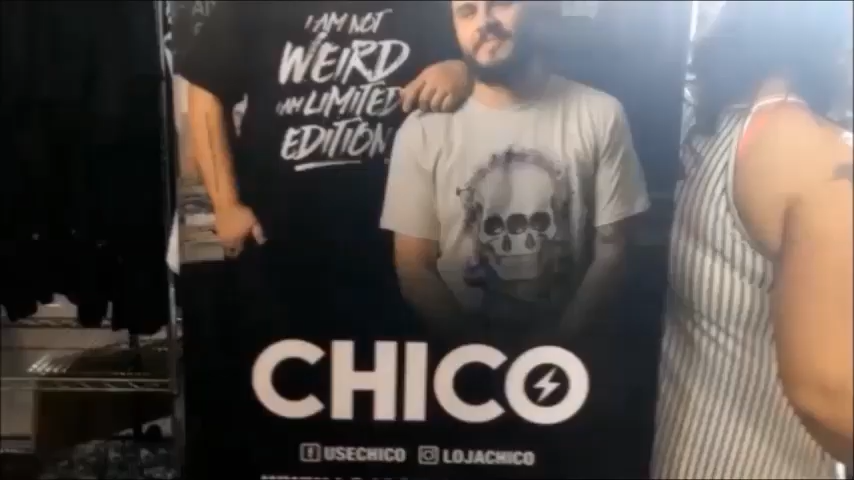 I AM NOT
WEIRD
I AM LIMITED
EDITION
CHICO
USECHICO LOJACHICO